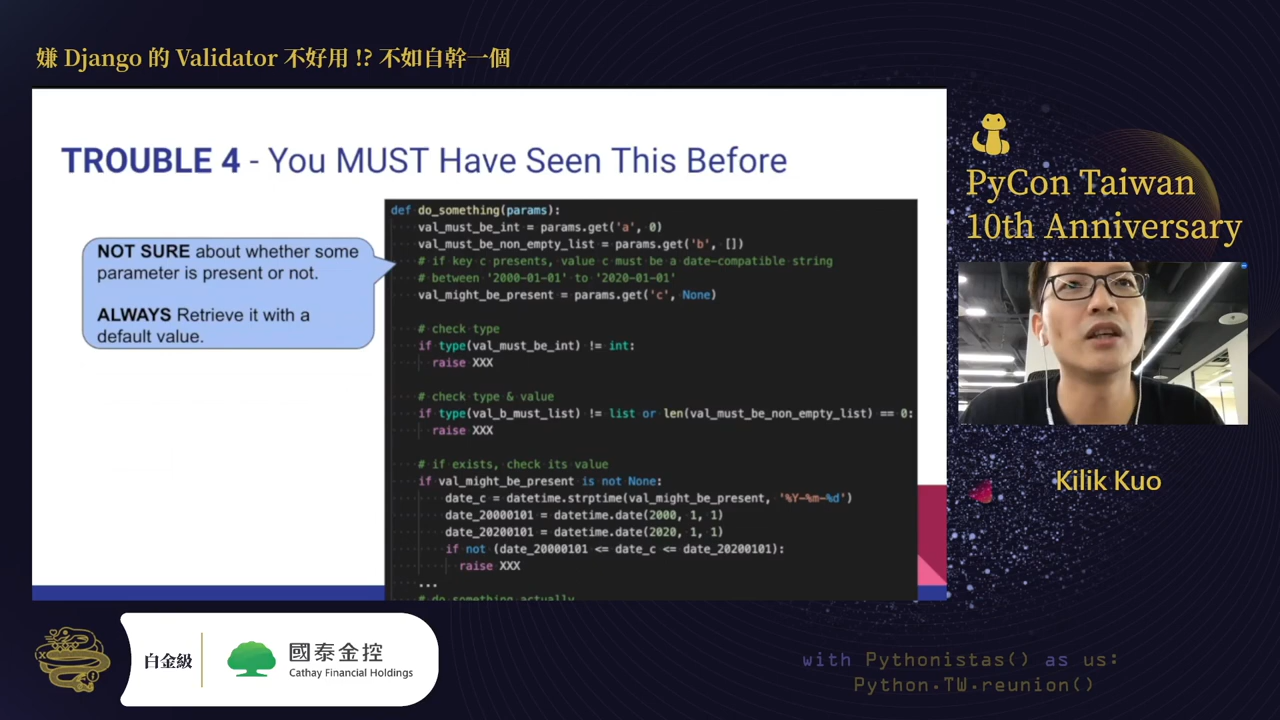 嫌 Django 的 Validator 不好用 !? 不如自幹一個
TROUBLE 4 - You MUST Have Seen This Before
NOT SURE about whether some
parameter is present or not.
ALWAYS Retrieve it with a
default value.
def do_something(params):
val_must_be_int = params.get('a', 0)
val_must_be_non_empty_list = params.get('b', [])
# if key c presents, value c must be a date-compatible string
# between '2000-01-01' to '2020-01-01'
val_might_be_present = params.get('c', None)
# check type
if type(val_must_be_int) != int:
raise XXX
# check type & value
if type(val_b_must_list) != list or len(val_must_be_non_empty_list) == 0:
raise XXX
# if exists, check its value
if val_might_be_present is not None:
date_c = datetime.strptime(val_might_be_present, '%Y-%m-%d')
date_20000101 = datetime.date(2000, 1, 1)
date_20200101 = datetime.date(2020, 1, 1)
if not (date_20000101 <= date_c <= date_20200101):
raise XXX
...
# do something actually
PyCon Taiwan
10th Anniversary
Kilik Kuo
白金級
國泰金控
Cathay Financial Holdings
with Pythonistas() as us:
Python.TW.reunion()